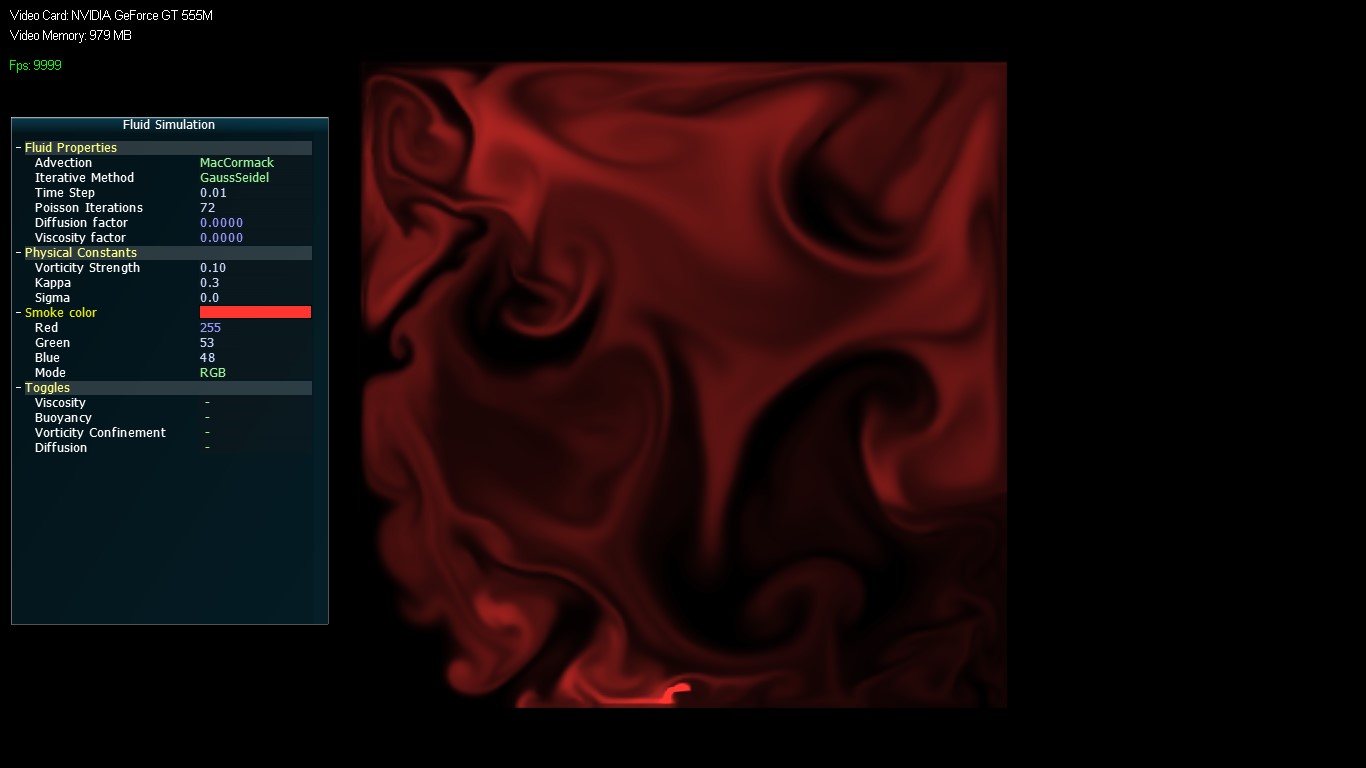 Video Card: NVIDIA GeForce GT 555M
Video Memory: 979 MB
Fps: 9999
Fluid Simulation
- Fluid Properties
Advection MacCormack
Iterative Method GaussSeidel
Time Step 0.01
Poisson Iterations 72
Diffusion factor 0.0000
Viscosity factor 0.0000
- Physical Constants
Vorticity Strength 0.10
Kappa 0.3
Sigma 0.0
- Smoke color
Red 255
Green 53
Blue 48
Mode RGB
- Toggles
Viscosity -
Buoyancy -
Vorticity Confinement -
Diffusion -